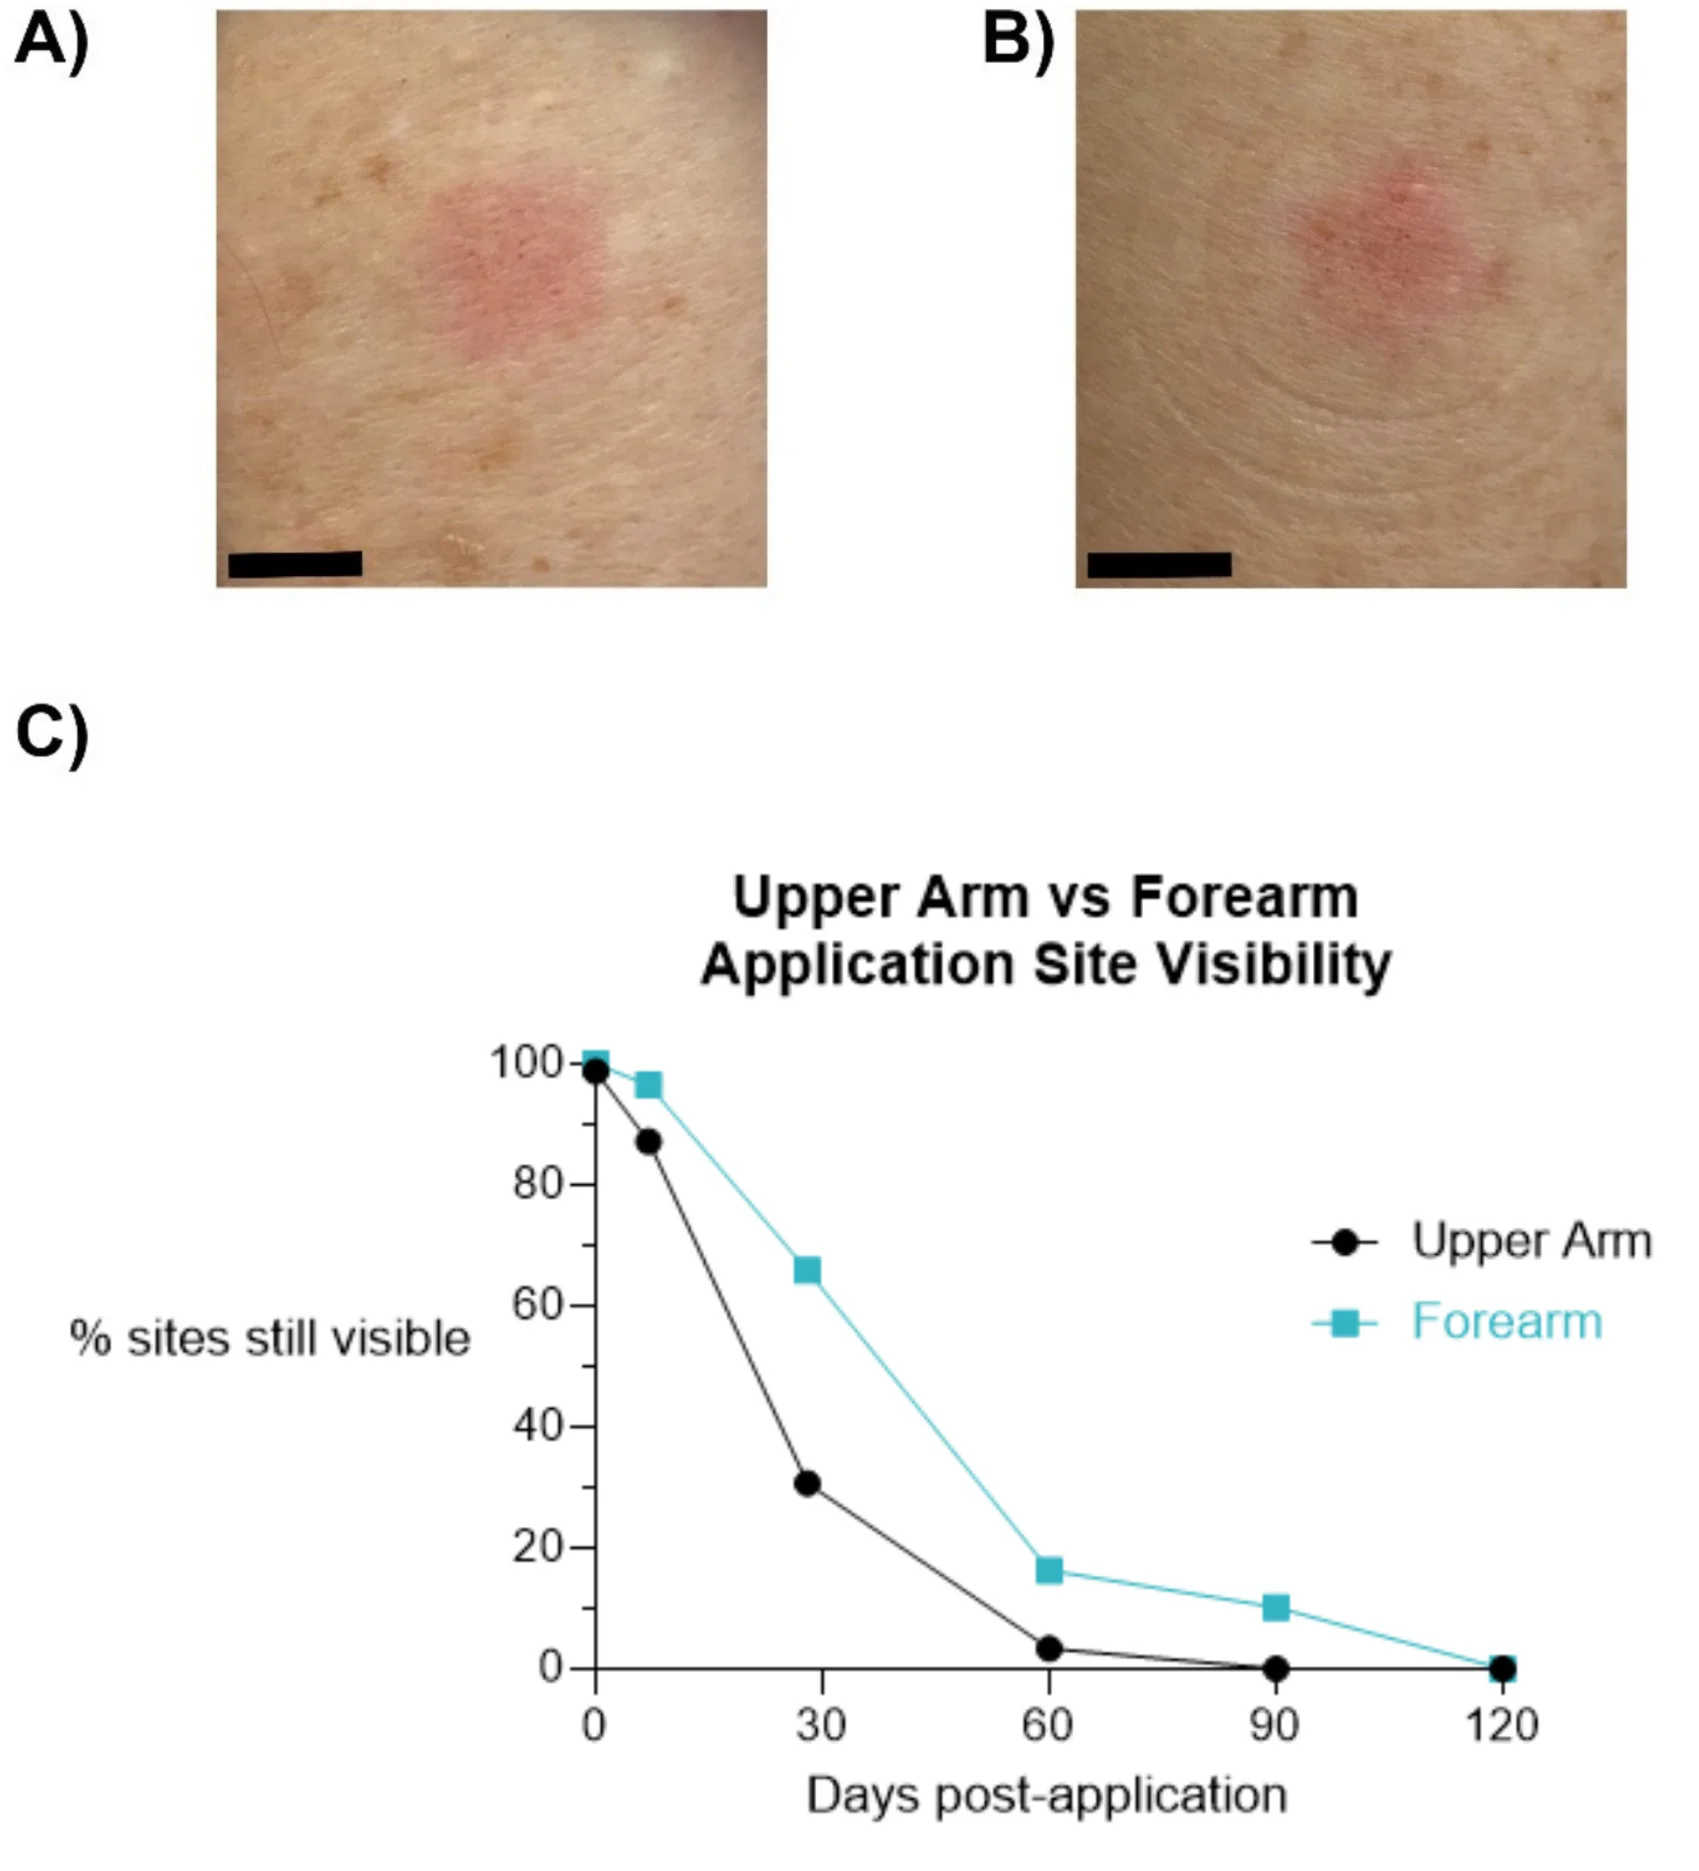 A)
B)
C)
Upper Arm vs Forearm
Application Site Visibility
100
80
60
40
20
0
% sites still visible
Upper Arm
Forearm
0 30 60 90 120
Days post-application